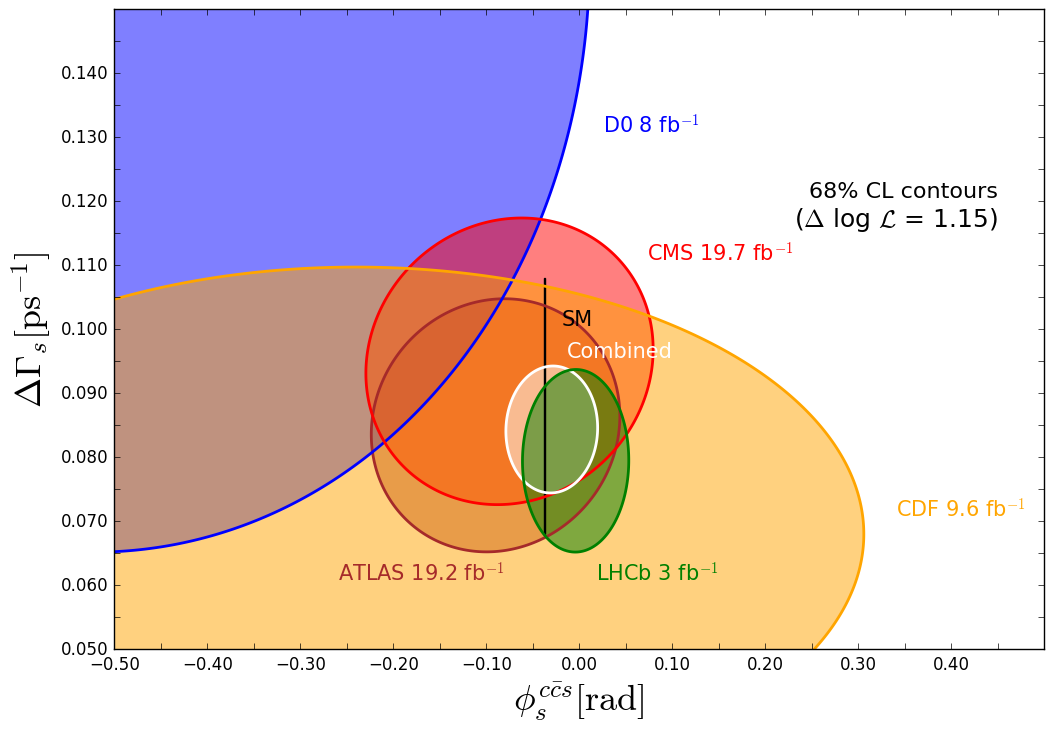 0.140
0.130
0.120
0.110
0.100
0.090
0.080
0.070
0.060
0.050
ΔΓₛ [ps⁻¹]
D0 8 fb⁻¹
68% CL contours
(Δ log ℒ = 1.15)
CMS 19.7 fb⁻¹
SM
Combined
CDF 9.6 fb⁻¹
ATLAS 19.2 fb⁻¹
LHCb 3 fb⁻¹
−0.50 −0.40 −0.30 −0.20 −0.10 0.00 0.10 0.20 0.30 0.40
ϕₛ^{cc̄s} [rad]